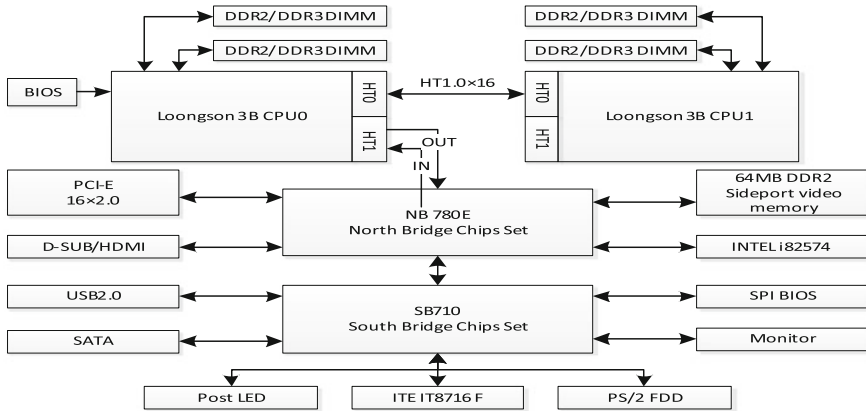 DDR2/DDR3DIMM
DDR2/DDR3 DIMM
DDR2/DDR3DIMM
DDR2/DDR3 DIMM
BIOS
Loongson 3B CPU0
HT0
HT1
HT1.0×16
HT0
HT1
Loongson 3B CPU1
OUT
IN
PCI-E
16×2.0
NB 780E
North Bridge Chips Set
64MB DDR2
Sideport video
memory
D-SUB/HDMI
INTEL i82574
USB2.0
SB710
South Bridge Chips Set
SPI BIOS
SATA
Monitor
Post LED
ITE IT8716 F
PS/2 FDD